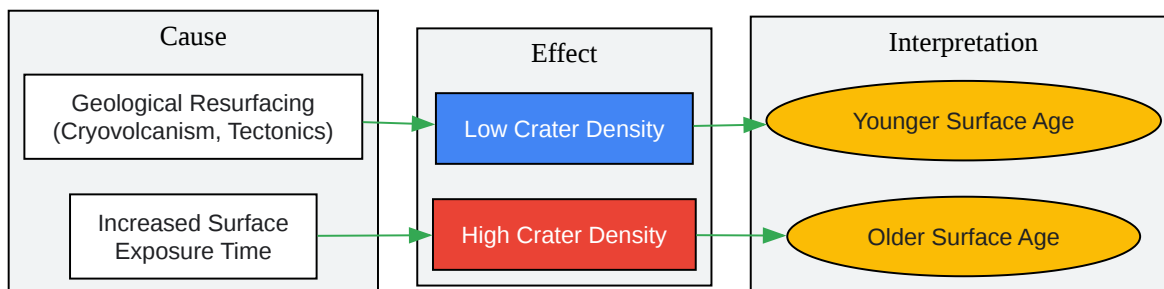 Cause
Geological Resurfacing
(Cryovolcanism, Tectonics)
Increased Surface
Exposure Time
Effect
Low Crater Density
High Crater Density
Interpretation
Younger Surface Age
Older Surface Age